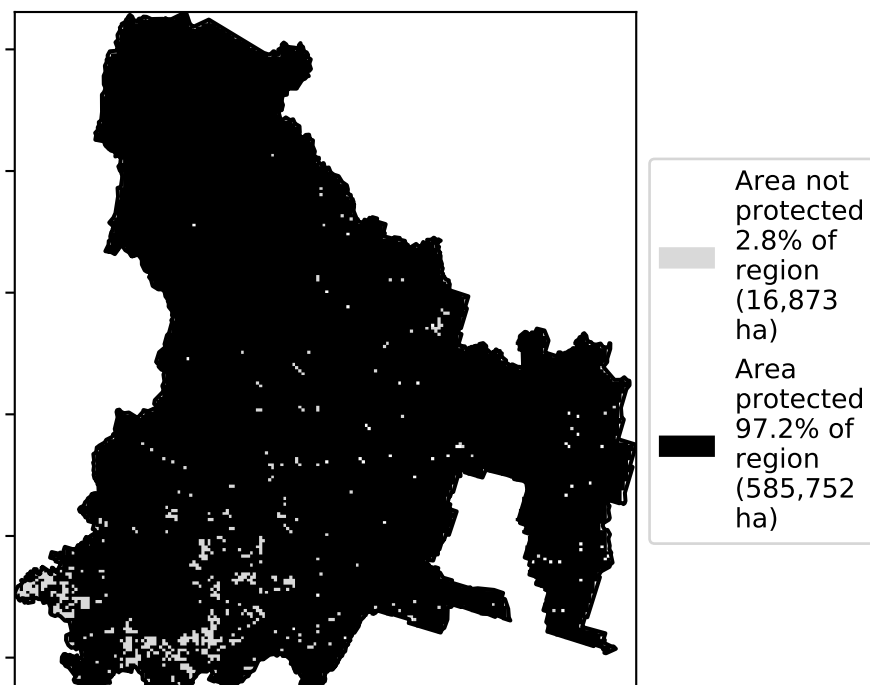 Area not
protected
2.8% of
region
(16,873
ha)
Area
protected
97.2% of
region
(585,752
ha)